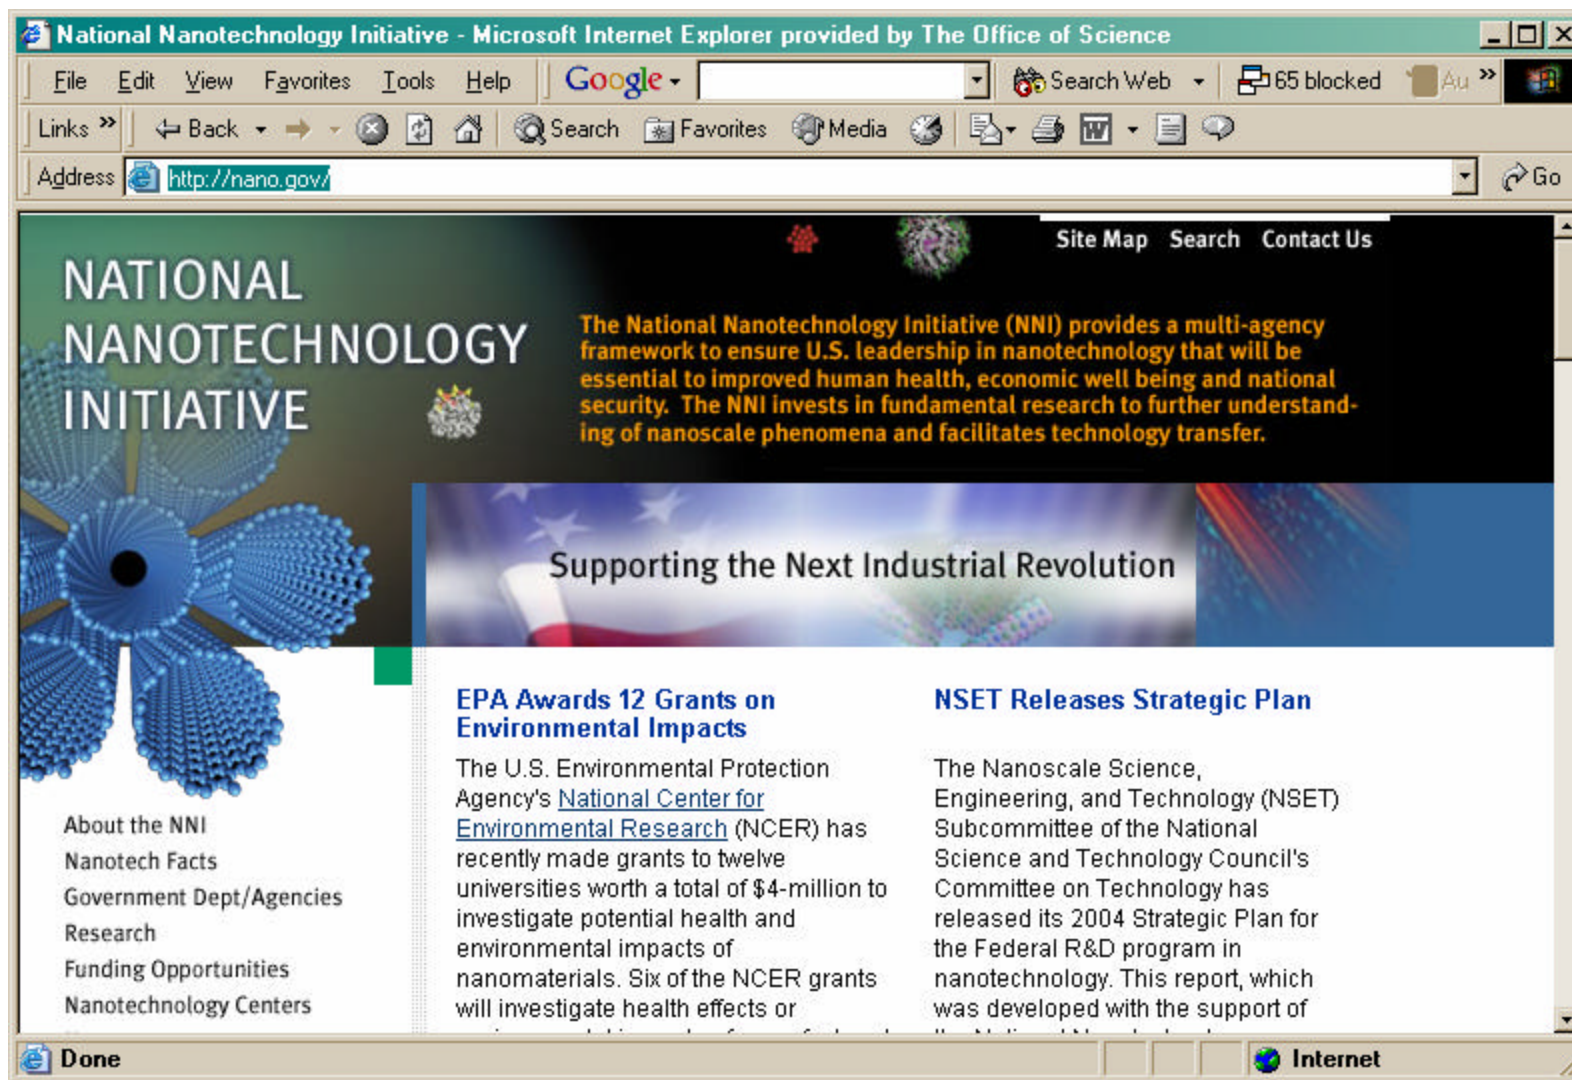 National Nanotechnology Initiative - Microsoft Internet Explorer provided by The Office of Science
File Edit View Favorites Tools Help Google Search Web 65 blocked Au »
Links » Back Search Favorites Media
Address http://nano.gov/ Go
Site Map Search Contact Us
NATIONAL
NANOTECHNOLOGY
INITIATIVE
The National Nanotechnology Initiative (NNI) provides a multi-agency
framework to ensure U.S. leadership in nanotechnology that will be
essential to improved human health, economic well being and national
security. The NNI invests in fundamental research to further understand-
ing of nanoscale phenomena and facilitates technology transfer.
Supporting the Next Industrial Revolution
About the NNI
Nanotech Facts
Government Dept/Agencies
Research
Funding Opportunities
Nanotechnology Centers
EPA Awards 12 Grants on
Environmental Impacts
The U.S. Environmental Protection
Agency's National Center for
Environmental Research (NCER) has
recently made grants to twelve
universities worth a total of $4-million to
investigate potential health and
environmental impacts of
nanomaterials. Six of the NCER grants
will investigate health effects or
NSET Releases Strategic Plan
The Nanoscale Science,
Engineering, and Technology (NSET)
Subcommittee of the National
Science and Technology Council's
Committee on Technology has
released its 2004 Strategic Plan for
the Federal R&D program in
nanotechnology. This report, which
was developed with the support of
Done Internet